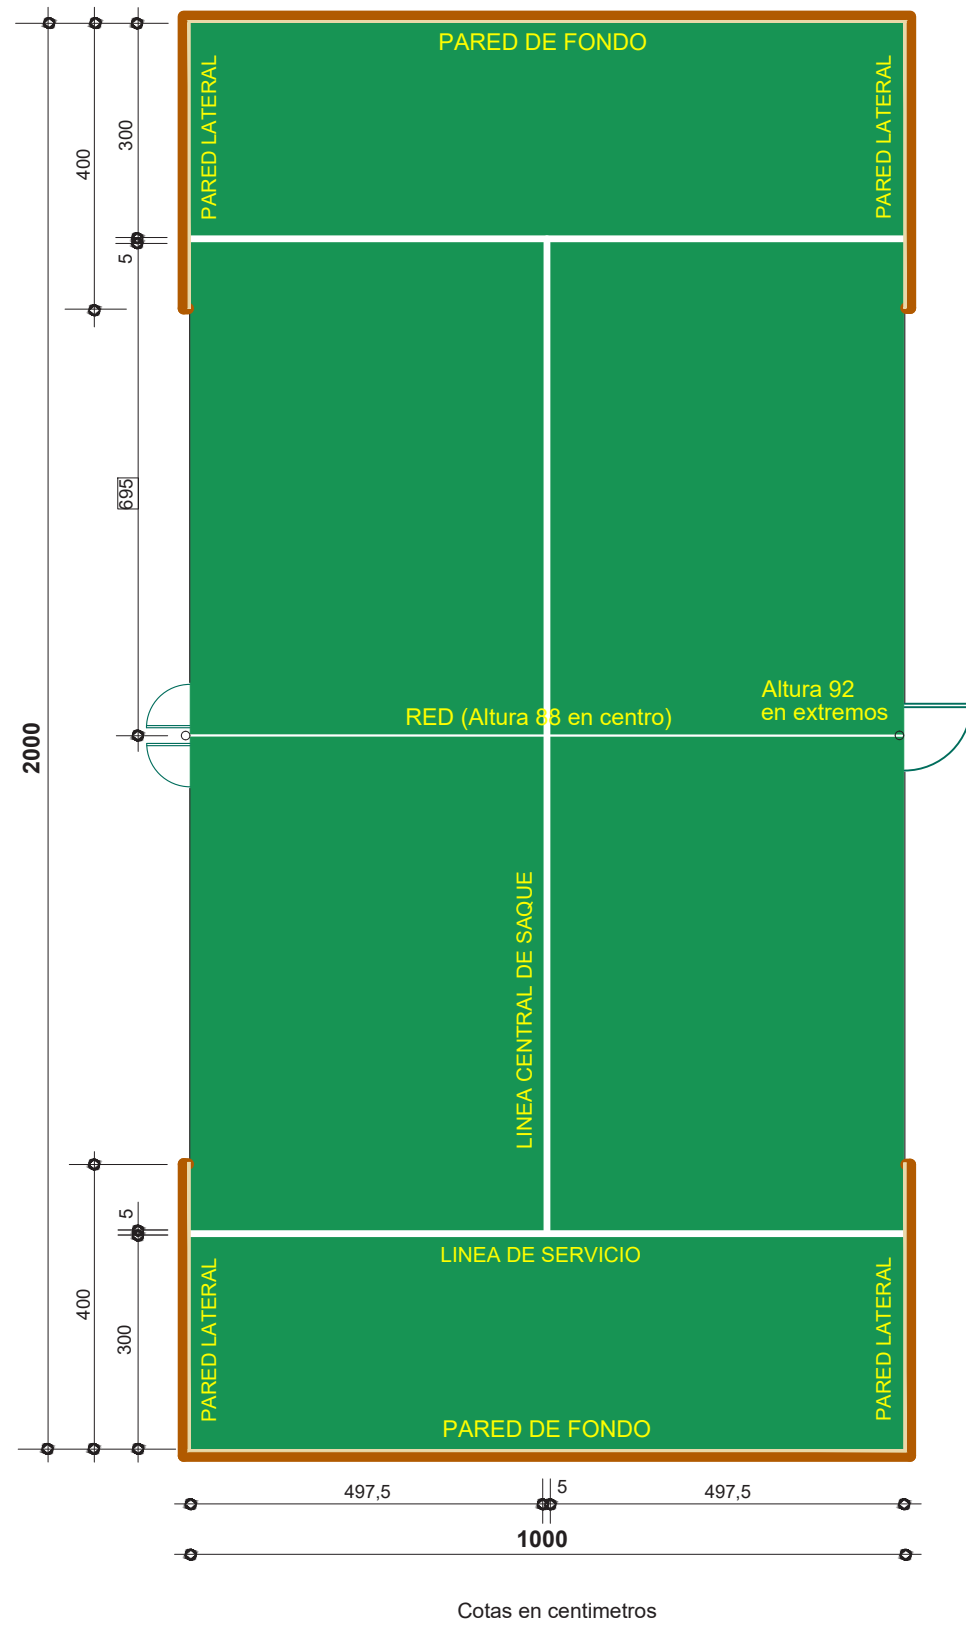 PARED DE FONDO
PARED LATERAL
PARED LATERAL
300
400
5
695
2000
Altura 92
en extremos
RED (Altura 88 en centro)
LINEA CENTRAL DE SAQUE
5
400
300
LINEA DE SERVICIO
PARED LATERAL
PARED LATERAL
PARED DE FONDO
497,5
5
497,5
1000
Cotas en centimetros